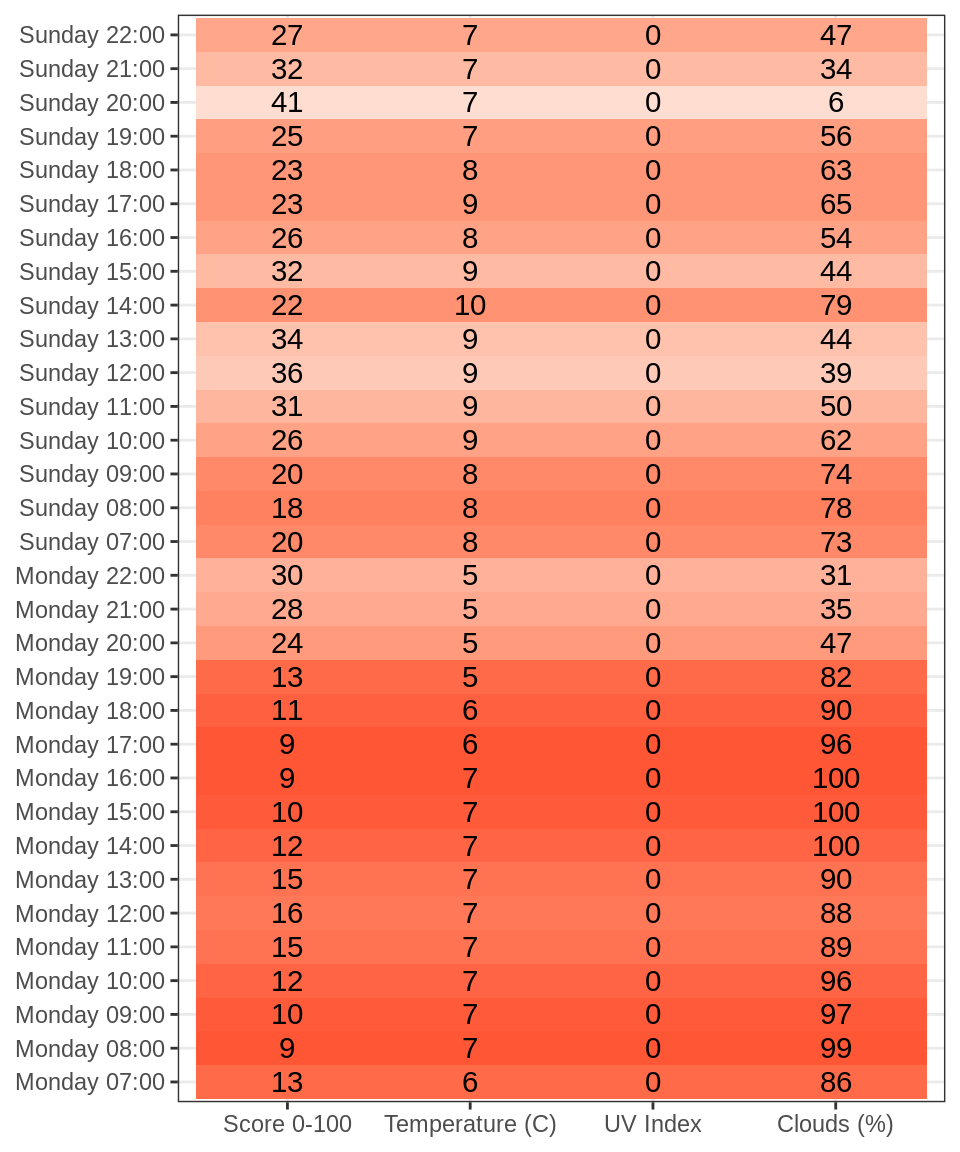 Sunday 22:00 27 7 0 47
Sunday 21:00 32 7 0 34
Sunday 20:00 41 7 0 6
Sunday 19:00 25 7 0 56
Sunday 18:00 23 8 0 63
Sunday 17:00 23 9 0 65
Sunday 16:00 26 8 0 54
Sunday 15:00 32 9 0 44
Sunday 14:00 22 10 0 79
Sunday 13:00 34 9 0 44
Sunday 12:00 36 9 0 39
Sunday 11:00 31 9 0 50
Sunday 10:00 26 9 0 62
Sunday 09:00 20 8 0 74
Sunday 08:00 18 8 0 78
Sunday 07:00 20 8 0 73
Monday 22:00 30 5 0 31
Monday 21:00 28 5 0 35
Monday 20:00 24 5 0 47
Monday 19:00 13 5 0 82
Monday 18:00 11 6 0 90
Monday 17:00 9 6 0 96
Monday 16:00 9 7 0 100
Monday 15:00 10 7 0 100
Monday 14:00 12 7 0 100
Monday 13:00 15 7 0 90
Monday 12:00 16 7 0 88
Monday 11:00 15 7 0 89
Monday 10:00 12 7 0 96
Monday 09:00 10 7 0 97
Monday 08:00 9 7 0 99
Monday 07:00 13 6 0 86
Score 0-100 Temperature (C) UV Index Clouds (%)